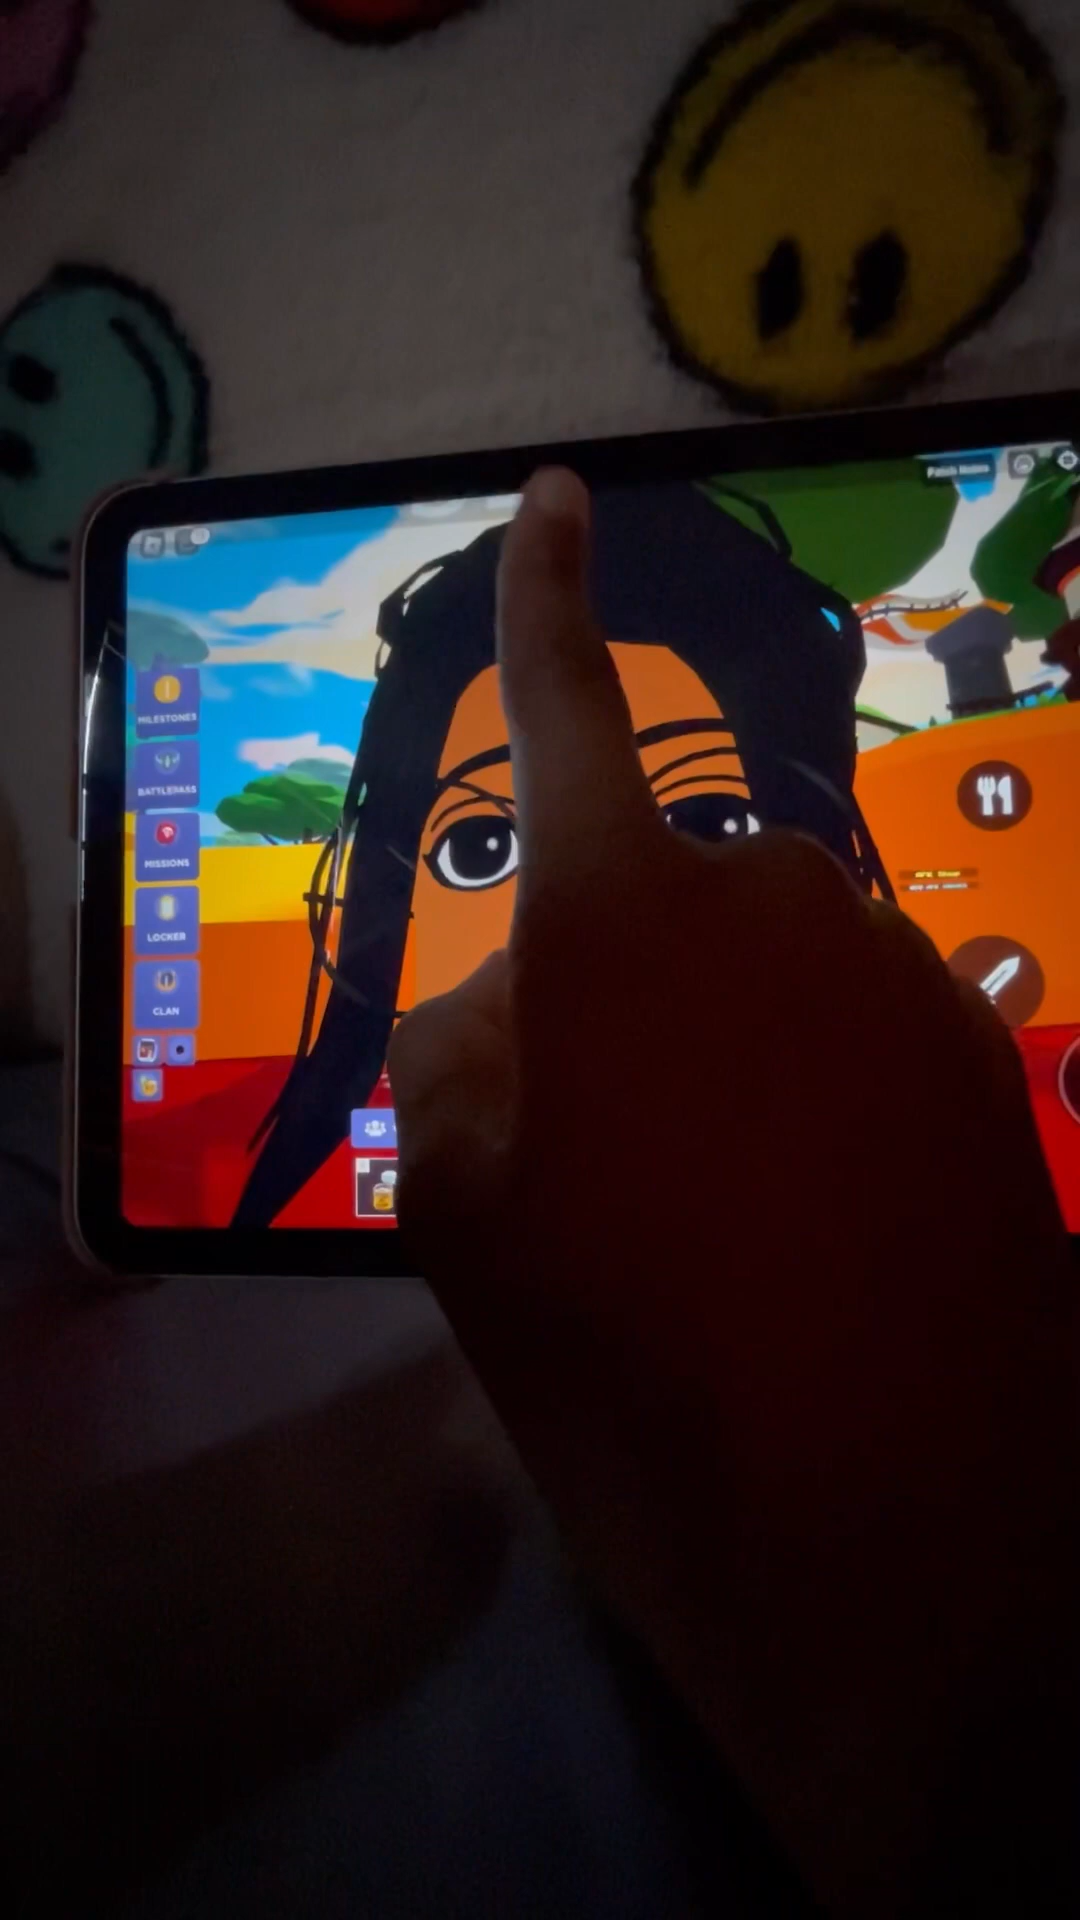 Patch Notes
MILESTONES
BATTLEPASS
MISSIONS
LOCKER
CLAN